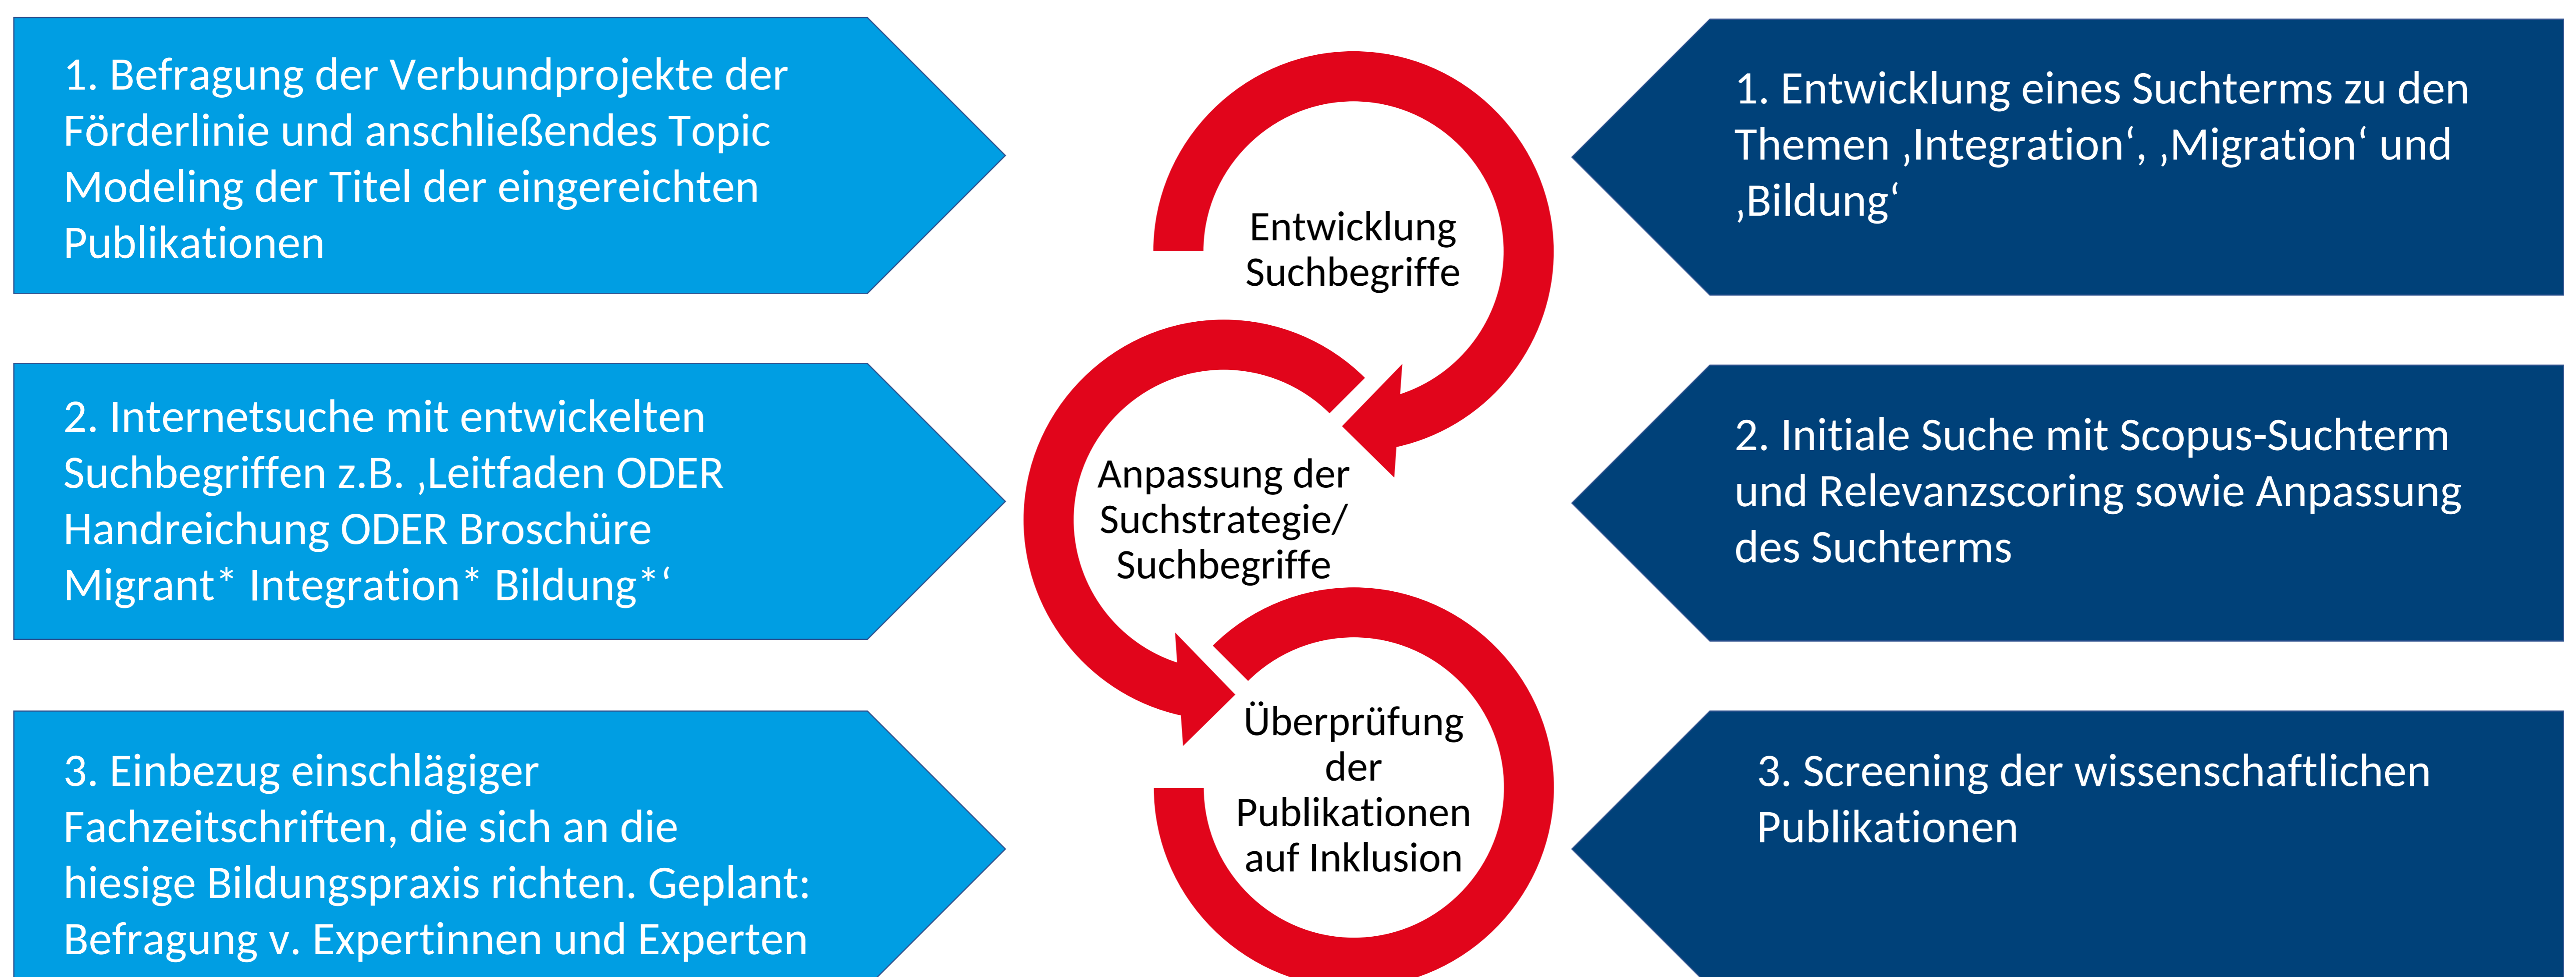 1. Befragung der Verbundprojekte der
Förderlinie und anschließendes Topic
Modeling der Titel der eingereichten
Publikationen
2. Internetsuche mit entwickelten
Suchbegriffen z.B. ‚Leitfaden ODER
Handreichung ODER Broschüre
Migrant* Integration* Bildung*‘
3. Einbezug einschlägiger
Fachzeitschriften, die sich an die
hiesige Bildungspraxis richten. Geplant:
Befragung v. Expertinnen und Experten
Entwicklung
Suchbegriffe
Anpassung der
Suchstrategie/
Suchbegriffe
Überprüfung
der
Publikationen
auf Inklusion
1. Entwicklung eines Suchterms zu den
Themen ‚Integration‘, ‚Migration‘ und
‚Bildung‘
2. Initiale Suche mit Scopus-Suchterm
und Relevanzscoring sowie Anpassung
des Suchterms
3. Screening der wissenschaftlichen
Publikationen